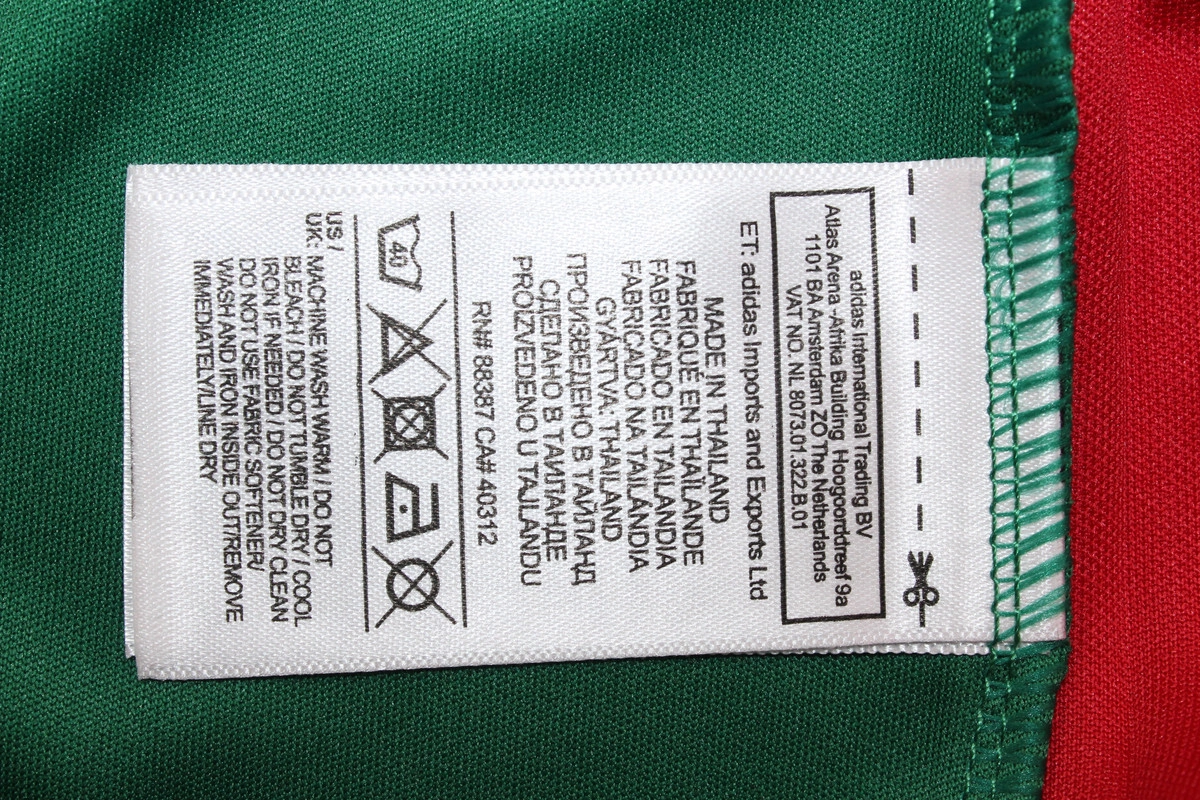 adidas International Trading BV
Atlas Arena -Afrika Building Hoogoorddreef 9a
1101 BA Amsterdam ZO The Netherlands
VAT NO. NL 8073.01.322.B.01
ET: adidas Imports and Exports Ltd
MADE IN THAILAND
FABRIQUÉ EN THAÏLANDE
FABRICADO EN TAILANDIA
FABRICADO NA TAILÂNDIA
GYÁRTVA: THAILAND
ПРОИЗВЕДЕНО В ТАЙЛАНД
СДЕЛАНО В ТАИЛАНДЕ
PROIZVEDENO U TAJLANDU
RN# 88387 CA# 40312
40
US /
UK: MACHINE WASH WARM / DO NOT
BLEACH / DO NOT TUMBLE DRY / COOL
IRON IF NEEDED / DO NOT DRY CLEAN
DO NOT USE FABRIC SOFTENER/
WASH AND IRON INSIDE OUT/REMOVE
IMMEDIATELY/LINE DRY